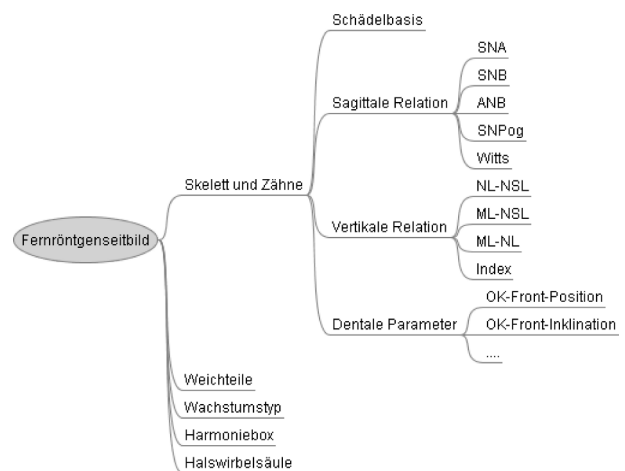 Fernröntgenseitbild
Skelett und Zähne
Schädelbasis
Sagittale Relation
SNA
SNB
ANB
SNPog
Witts
Vertikale Relation
NL-NSL
ML-NSL
ML-NL
Index
Dentale Parameter
OK-Front-Position
OK-Front-Inklination
....
Weichteile
Wachstumstyp
Harmoniebox
Halswirbelsäule